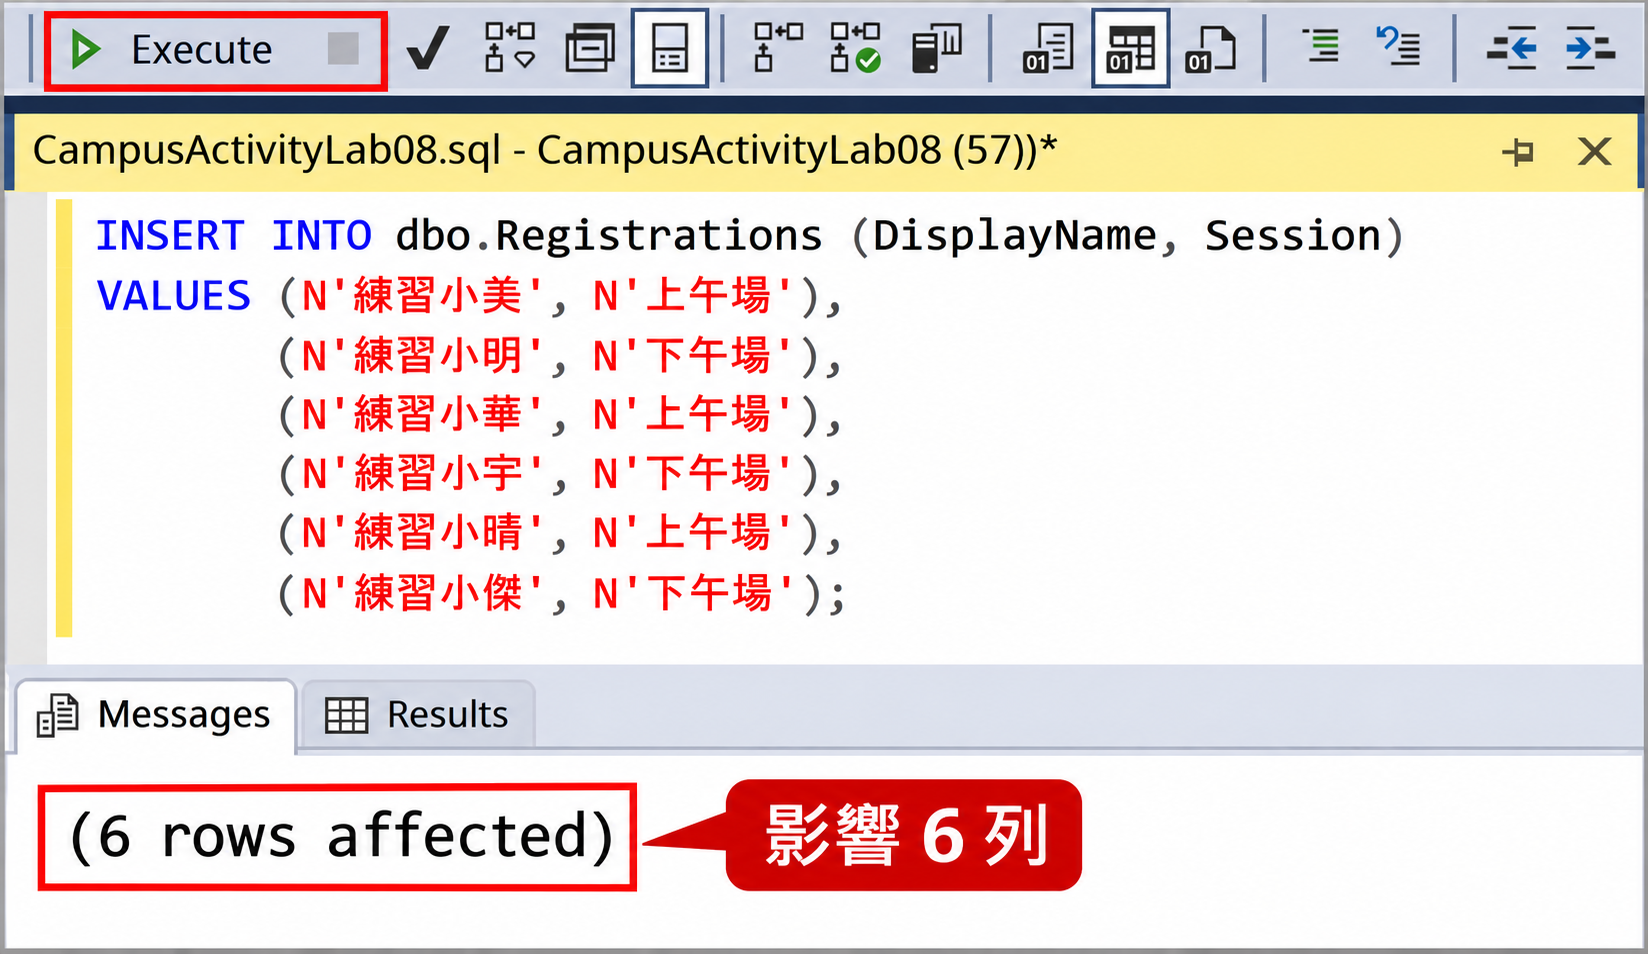 Execute
01 01 01
CampusActivityLab08.sql - CampusActivityLab08 (57))*
INSERT INTO dbo.Registrations (DisplayName, Session)
VALUES (N'練習小美', N'上午場'),
(N'練習小明', N'下午場'),
(N'練習小華', N'上午場'),
(N'練習小宇', N'下午場'),
(N'練習小晴', N'上午場'),
(N'練習小傑', N'下午場');
Messages Results
(6 rows affected) 影響 6 列